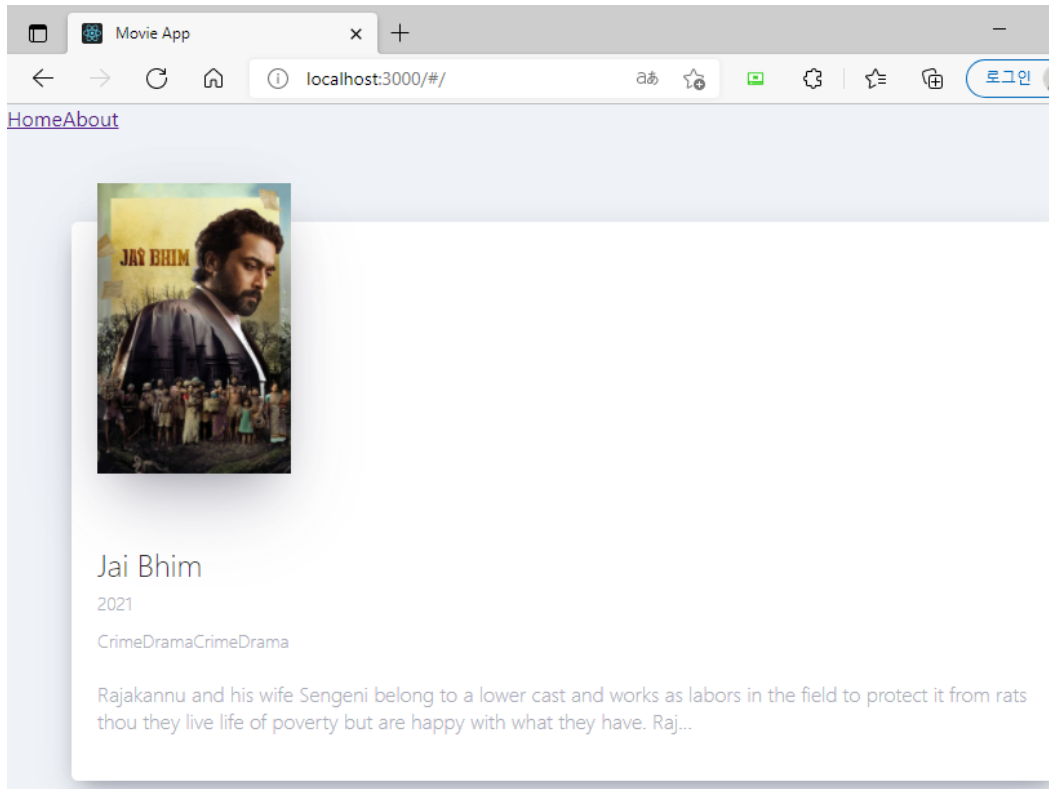 Movie App
localhost:3000/#/
aあ
로그인
HomeAbout
JAI BHIM
Jai Bhim
2021
CrimeDramaCrimeDrama
Rajakannu and his wife Sengeni belong to a lower cast and works as labors in the field to protect it from rats
thou they live life of poverty but are happy with what they have. Raj...